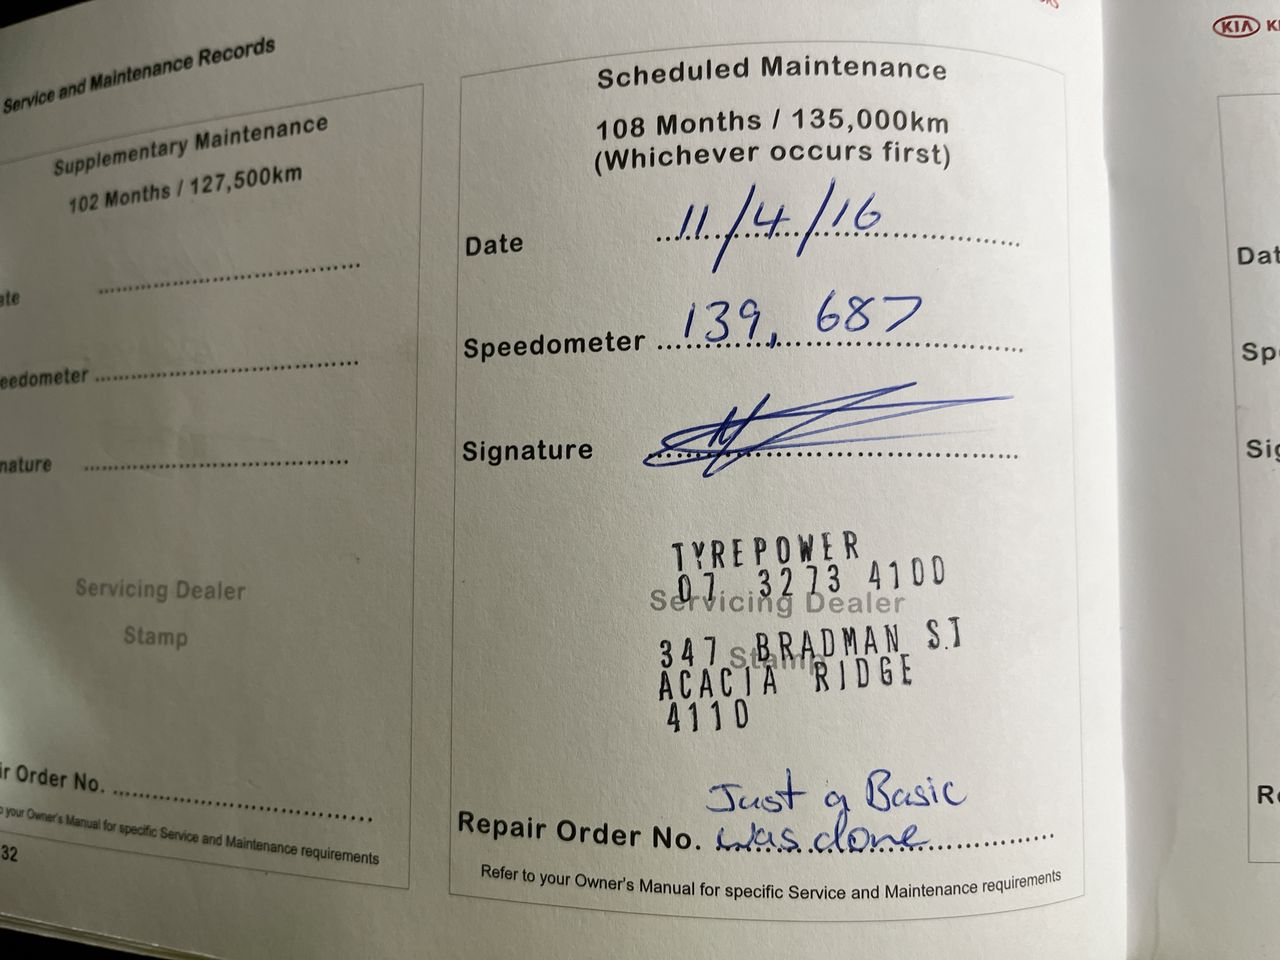 Service and Maintenance Records
Supplementary Maintenance
102 Months / 127,500km
ate
eedometer
nature
Servicing Dealer
Stamp
ir Order No.
your Owner's Manual for specific Service and Maintenance requirements
32
Scheduled Maintenance
108 Months / 135,000km
(Whichever occurs first)
Date 11/4/16
Speedometer 139, 687
Signature
TYREPOWER
07 3273 4100
Servicing Dealer
347 BRADMAN ST
Stamp
ACACIA RIDGE
4110
Just a Basic
Repair Order No. was done
Refer to your Owner's Manual for specific Service and Maintenance requirements
KIA K
Dat
Spe
Sig
Re